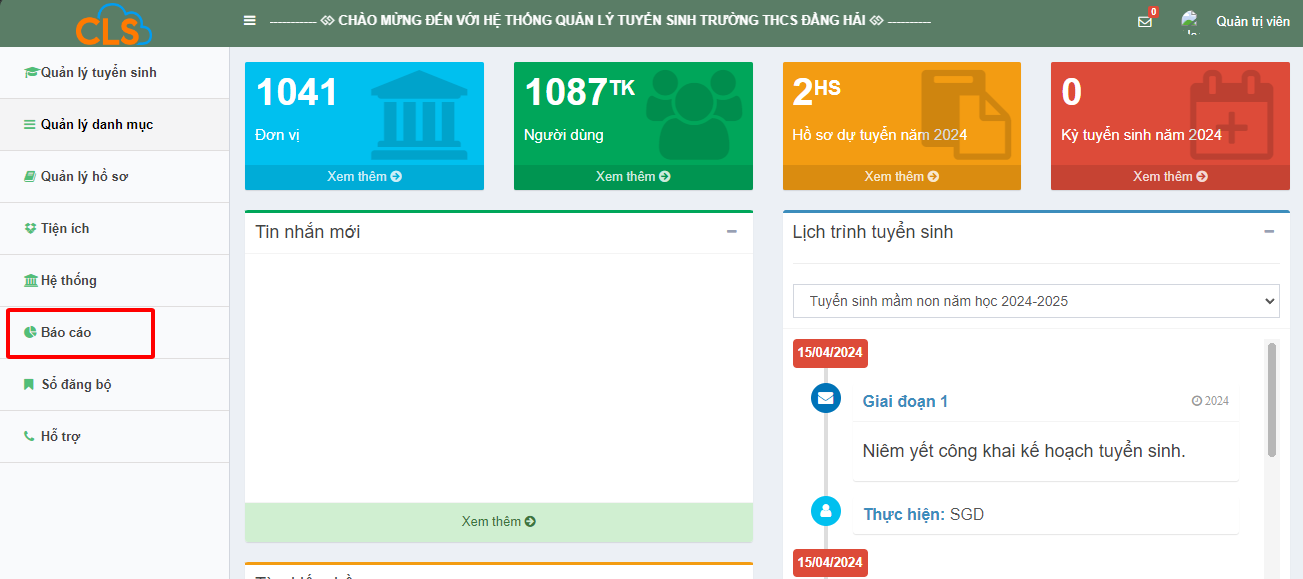 CLS
---------- <> CHÀO MỪNG ĐẾN VỚI HỆ THỐNG QUẢN LÝ TUYỂN SINH TRƯỜNG THCS ĐẰNG HẢI <> ----------
0
Quản trị viên
Quản lý tuyển sinh
Quản lý danh mục
Quản lý hồ sơ
Tiện ích
Hệ thống
Báo cáo
Sổ đăng bộ
Hỗ trợ
1041
Đơn vị
Xem thêm
1087TK
Người dùng
Xem thêm
2HS
Hồ sơ dự tuyển năm 2024
Xem thêm
0
Kỳ tuyển sinh năm 2024
Xem thêm
Tin nhắn mới
Xem thêm
Lịch trình tuyển sinh
Tuyển sinh mầm non năm học 2024-2025
15/04/2024
Giai đoạn 1
2024
Niêm yết công khai kế hoạch tuyển sinh.
Thực hiện: SGD
15/04/2024